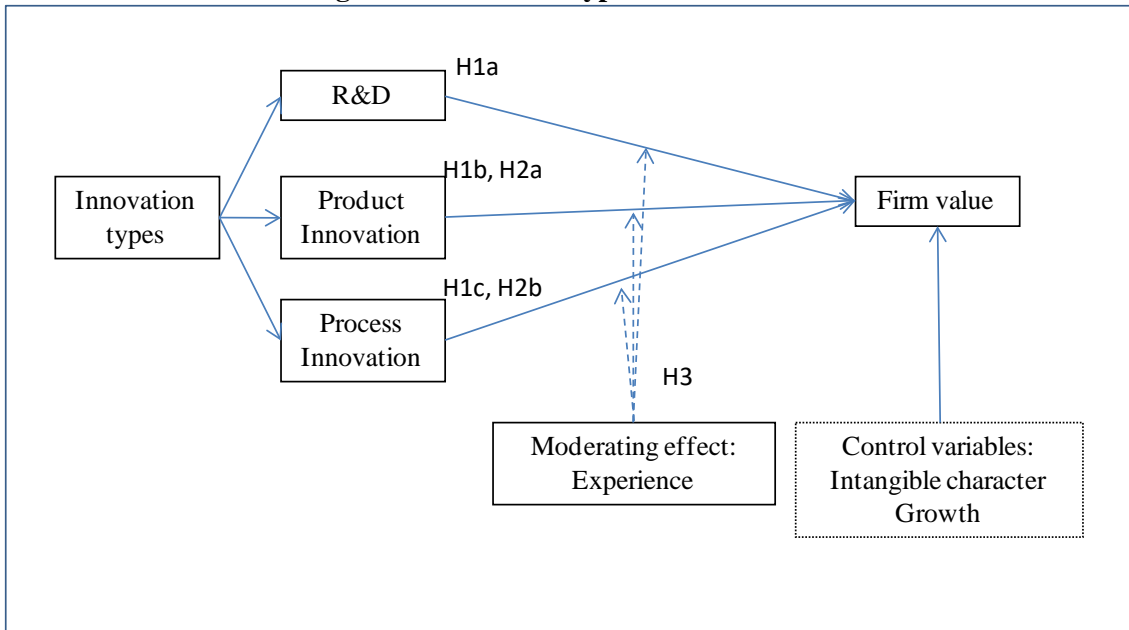 H1a
R&D
H1b, H2a
Innovation
types
Product
Innovation
Firm value
H1c, H2b
Process
Innovation
H3
Moderating effect:
Experience
Control variables:
Intangible character
Growth